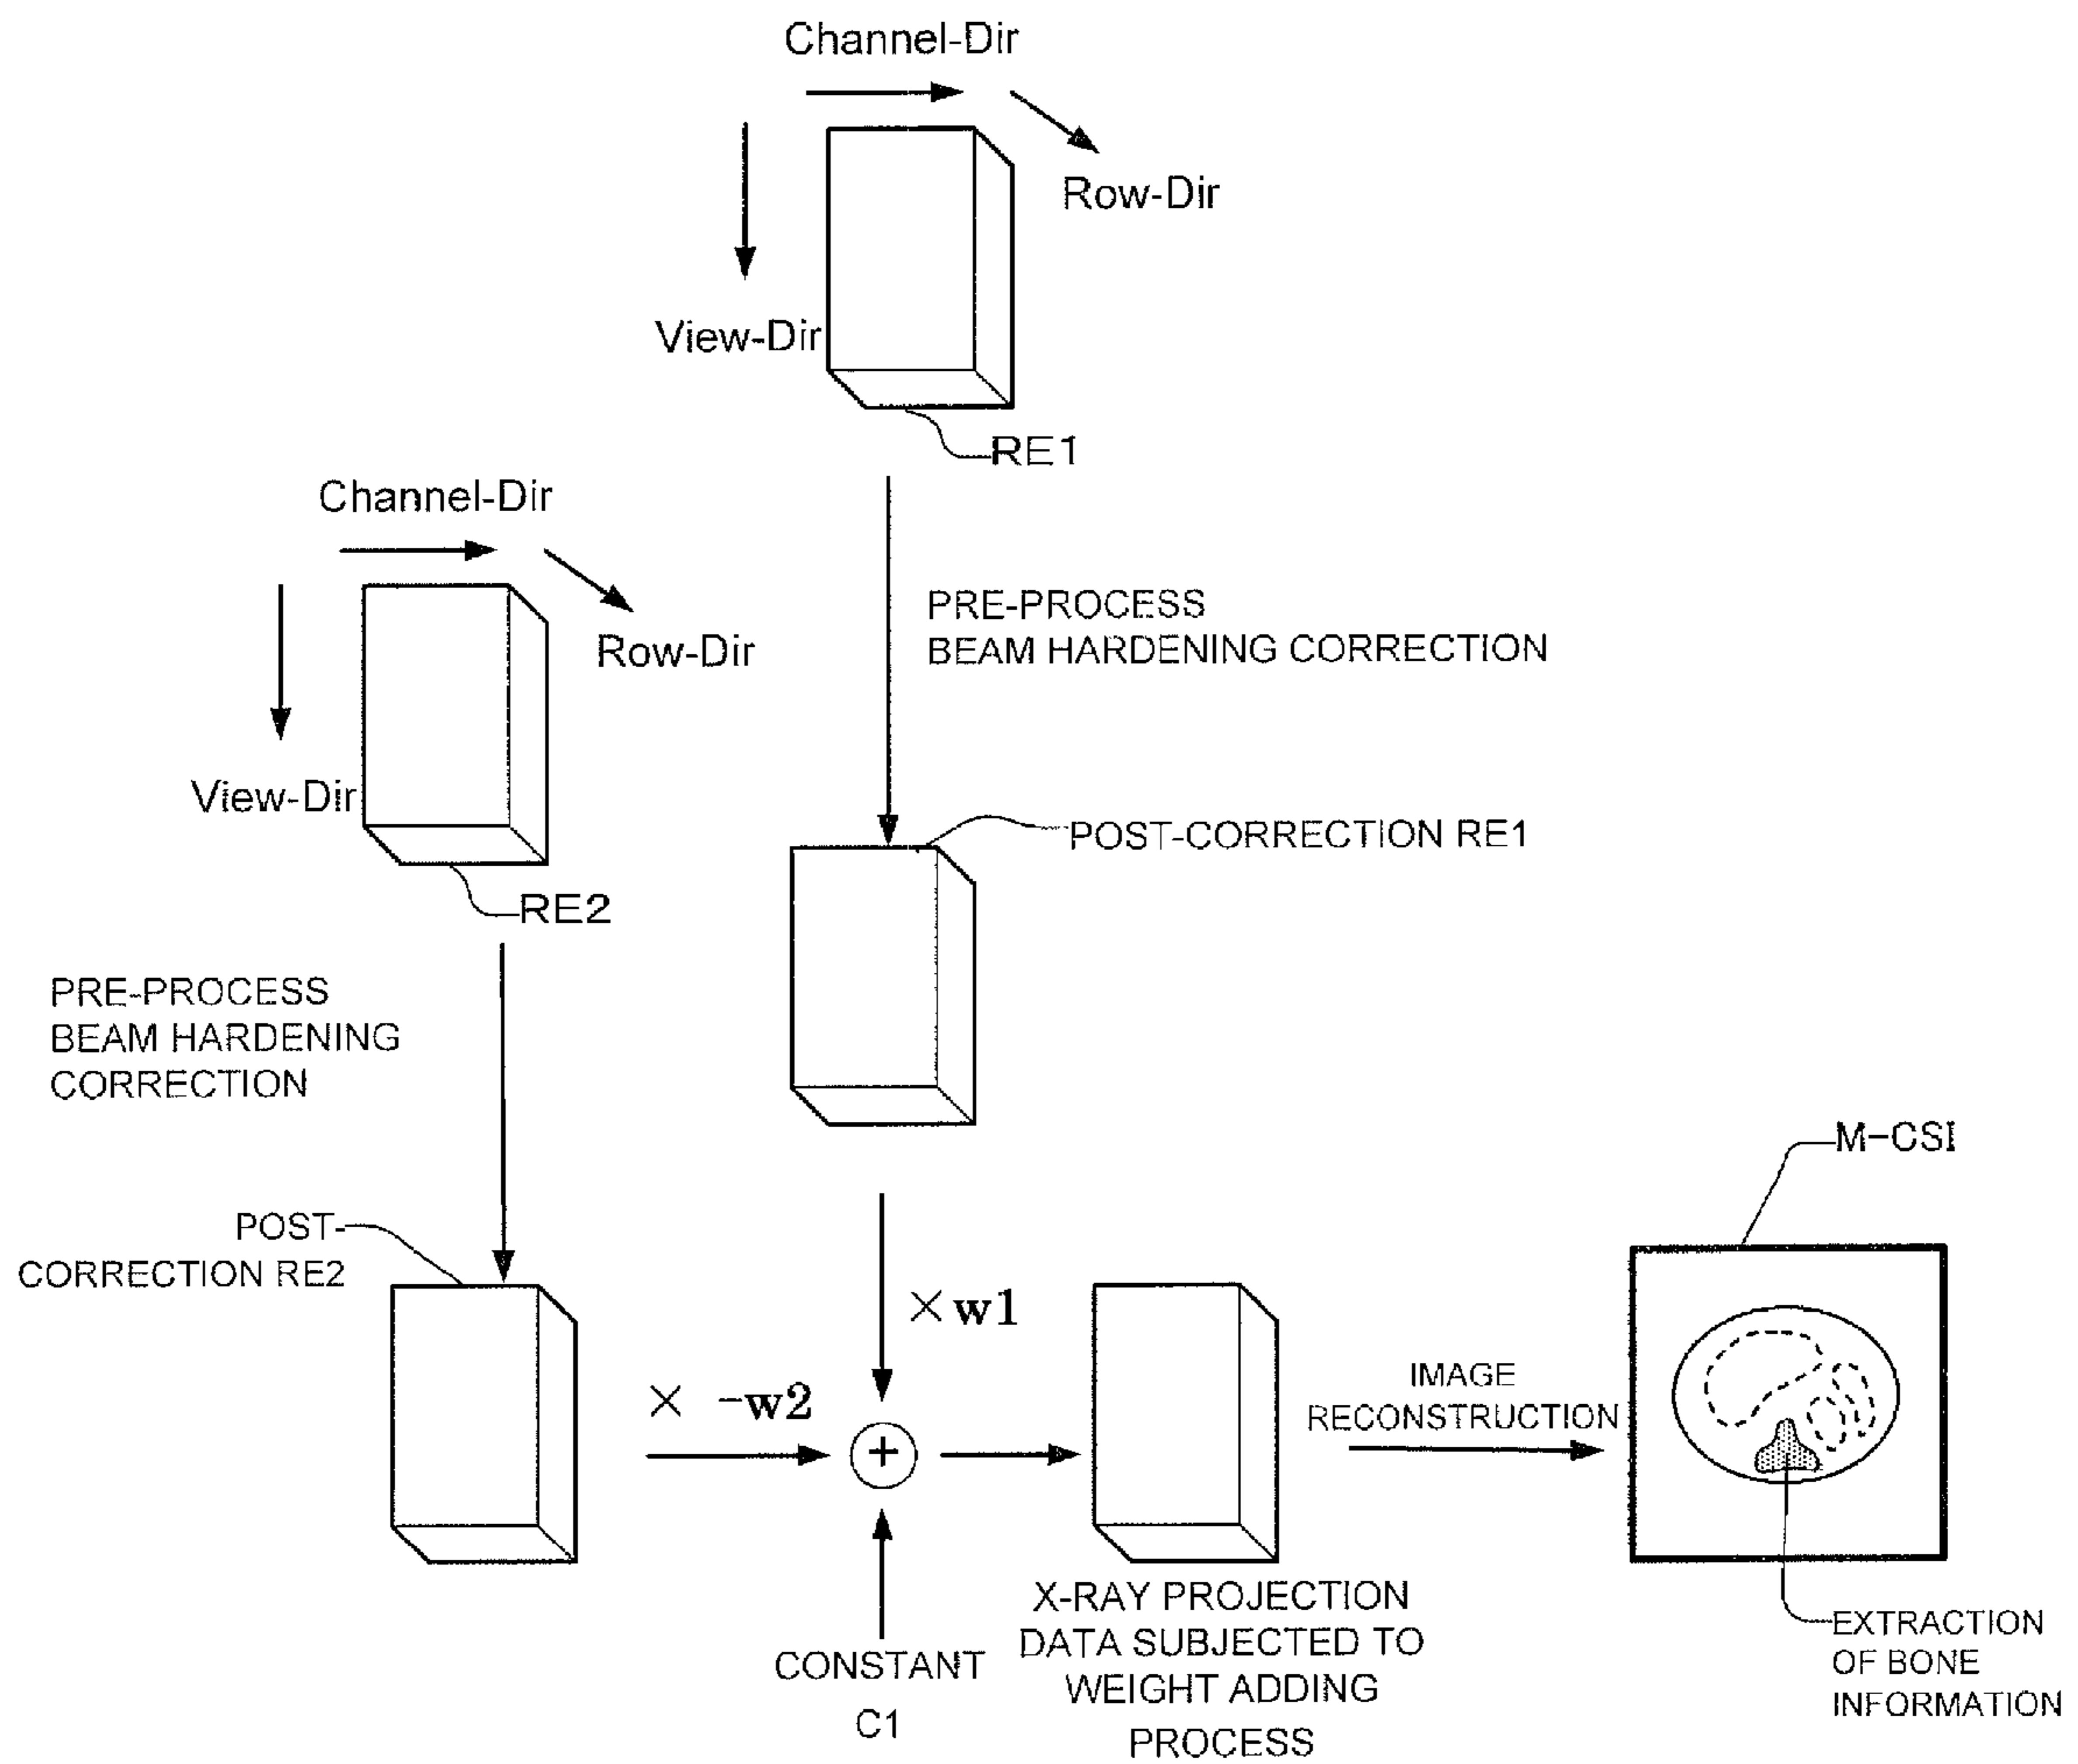 Channel-Dir
Row-Dir
View-Dir
RE1
Channel-Dir
PRE-PROCESS
BEAM HARDENING CORRECTION
Row-Dir
View-Dir
POST-CORRECTION RE1
RE2
PRE-PROCESS
BEAM HARDENING
CORRECTION
M-CSI
POST-
CORRECTION RE2
×w1
× -w2
+
IMAGE
RECONSTRUCTION
CONSTANT
C1
X-RAY PROJECTION
DATA SUBJECTED TO
WEIGHT ADDING
PROCESS
EXTRACTION
OF BONE
INFORMATION